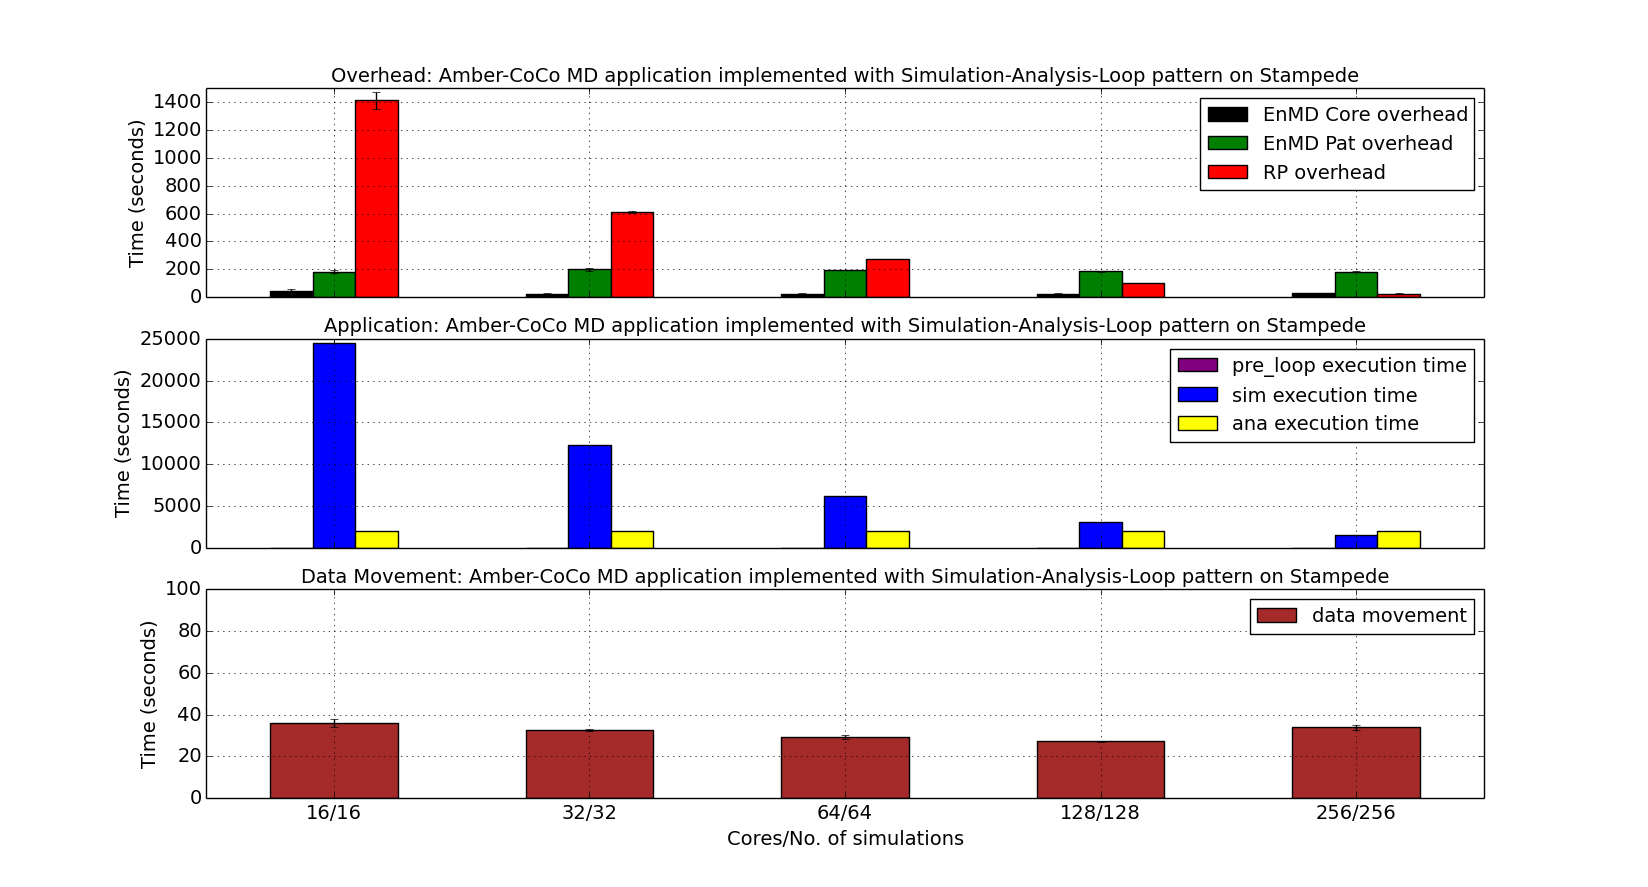 Overhead: Amber-CoCo MD application implemented with Simulation-Analysis-Loop pattern on Stampede
Time (seconds)
1400
1200
1000
800
600
400
200
0
EnMD Core overhead
EnMD Pat overhead
RP overhead
Application: Amber-CoCo MD application implemented with Simulation-Analysis-Loop pattern on Stampede
Time (seconds)
25000
20000
15000
10000
5000
0
pre_loop execution time
sim execution time
ana execution time
Data Movement: Amber-CoCo MD application implemented with Simulation-Analysis-Loop pattern on Stampede
Time (seconds)
100
80
60
40
20
0
data movement
16/16 32/32 64/64 128/128 256/256
Cores/No. of simulations